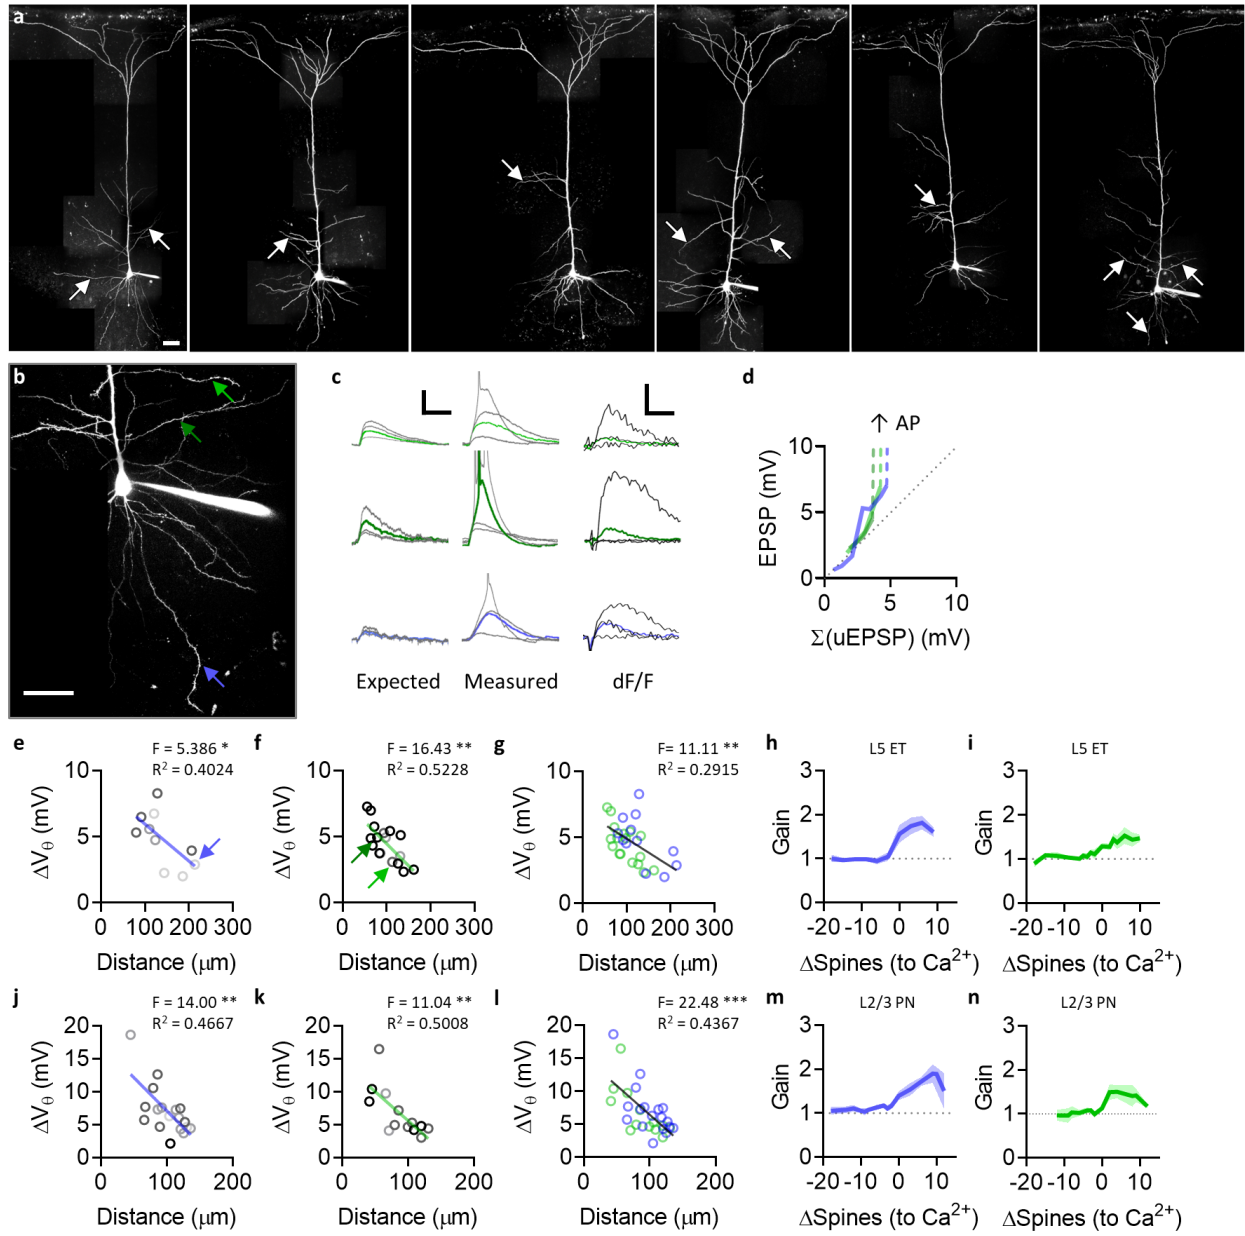 a
b
c
Expected
Measured
dF/F
d
↑ AP
10
5
0
EPSP (mV)
0
5
10
Σ(uEPSP) (mV)
e
F = 5.386 *
R² = 0.4024
10
5
0
ΔVθ (mV)
0
100
200
300
Distance (μm)
f
F = 16.43 **
R² = 0.5228
10
5
0
ΔVθ (mV)
0
100
200
300
Distance (μm)
g
F= 11.11 **
R² = 0.2915
10
5
0
ΔVθ (mV)
0
100
200
300
Distance (μm)
h
L5 ET
3
2
1
0
Gain
-20
-10
0
10
ΔSpines (to Ca²⁺)
i
L5 ET
3
2
1
0
Gain
-20
-10
0
10
ΔSpines (to Ca²⁺)
j
F = 14.00 **
R² = 0.4667
20
15
10
5
0
ΔVθ (mV)
0
100
200
Distance (μm)
k
F = 11.04 **
R² = 0.5008
20
15
10
5
0
ΔVθ (mV)
0
100
200
Distance (μm)
l
F= 22.48 ***
R² = 0.4367
20
15
10
5
0
ΔVθ (mV)
0
100
200
Distance (μm)
m
L2/3 PN
3
2
1
0
Gain
-20
-10
0
10
ΔSpines (to Ca²⁺)
n
L2/3 PN
3
2
1
0
Gain
-20
-10
0
10
ΔSpines (to Ca²⁺)